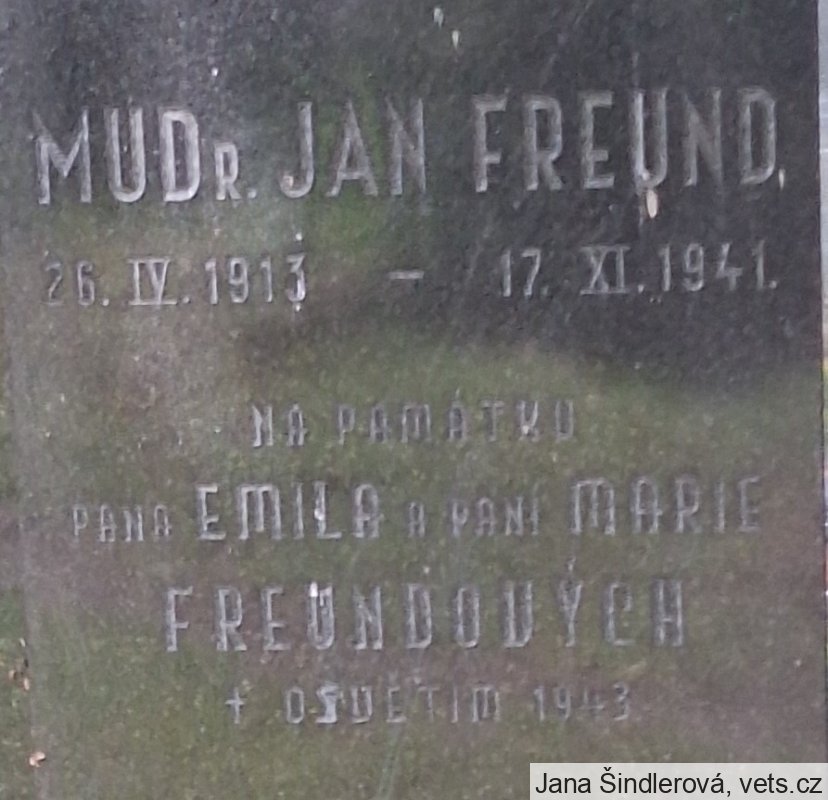 MUDr. JAN FREUND,
26. IV. 1913 – 17. XI. 1941.
NA PAMÁTKU
PANA EMILA A PANÍ MARIE
FREUNDOVÝCH
+ OSVĚTIM 1943
Jana Šindlerová, vets.cz